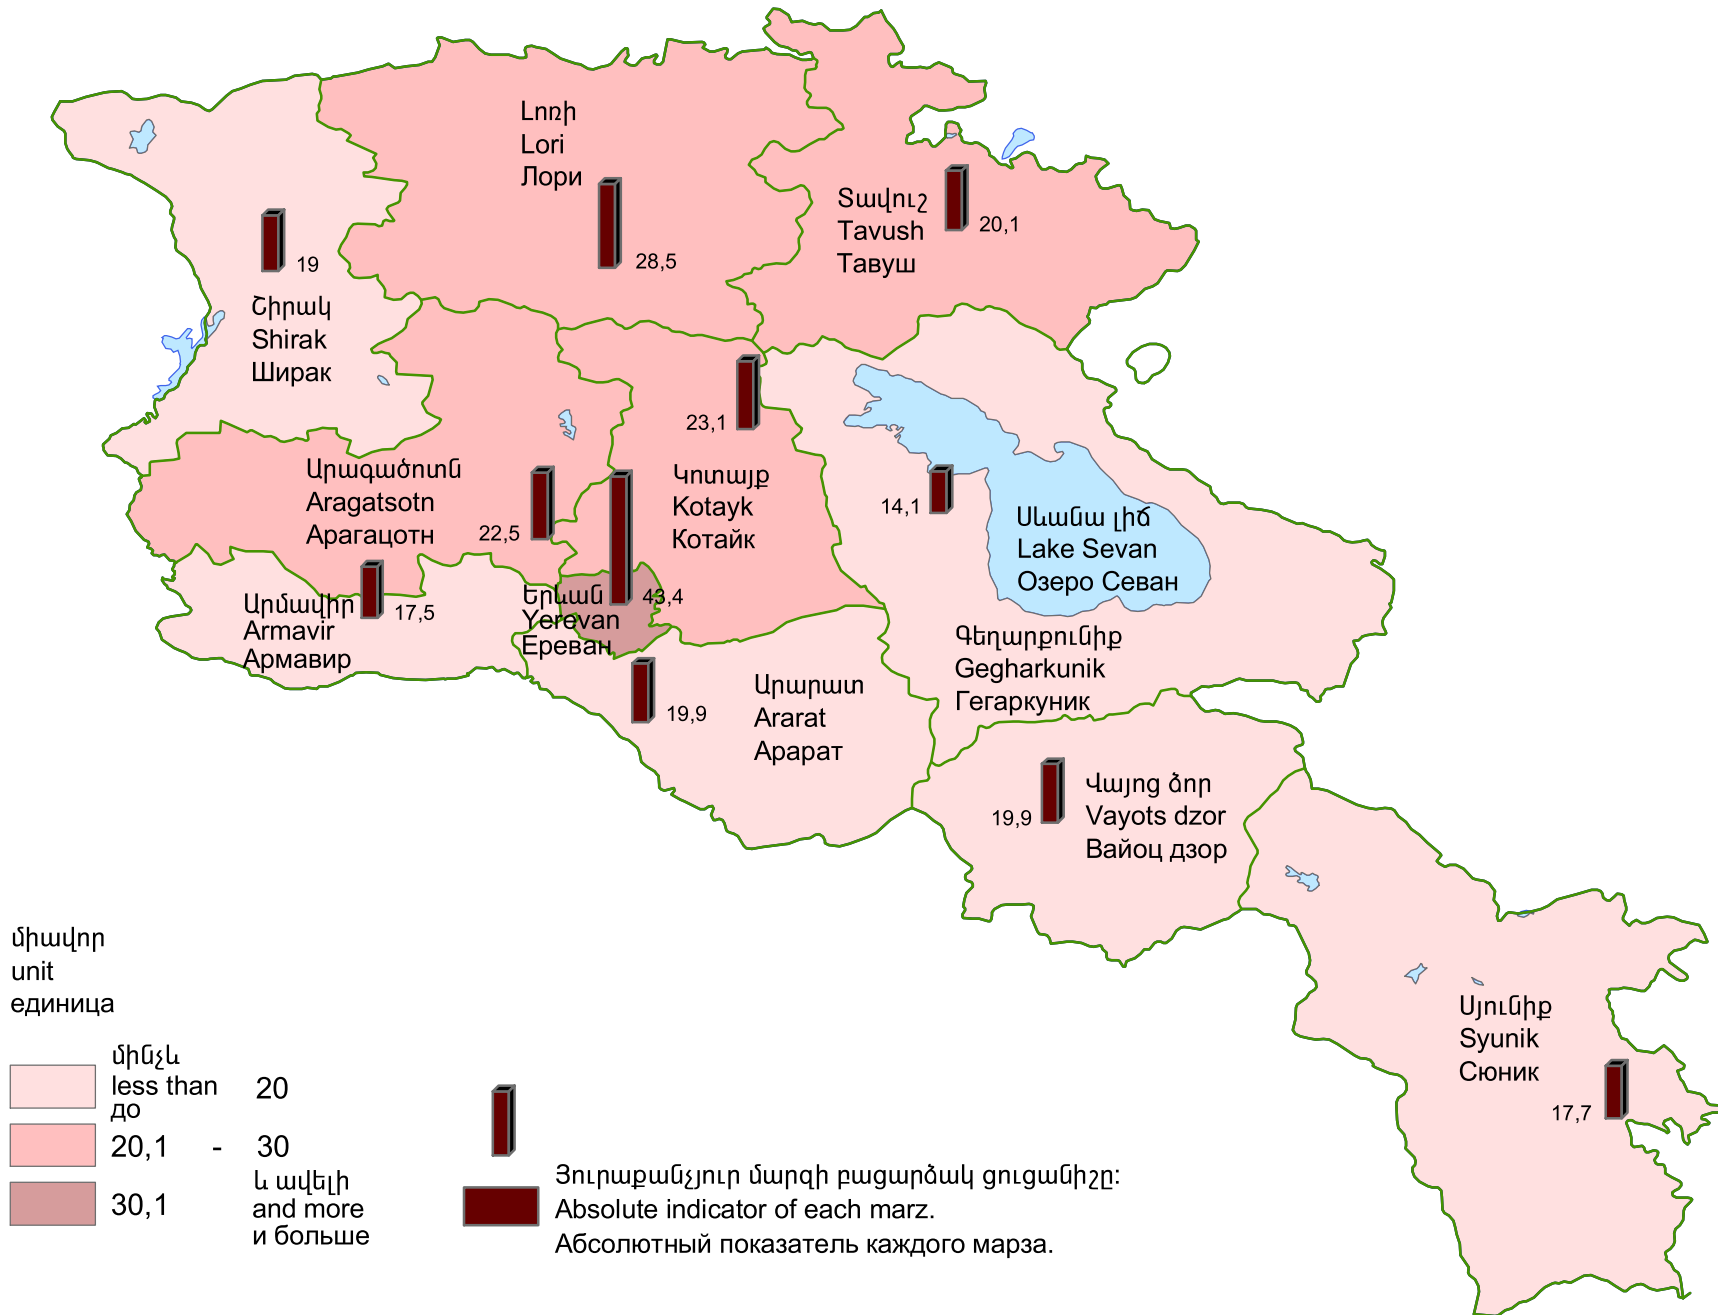 Լոռի
Lori
Лори
28,5
Տավուշ
Tavush
Тавуш
20,1
19
Շիրակ
Shirak
Ширак
23,1
Կոտայք
Kotayk
Котайк
Արագածոտն
Aragatsotn
Арагацотн
22,5
14,1
Սևանա լիճ
Lake Sevan
Озеро Севан
Արմավիր
Armavir
Армавир
17,5
Երևան
Yerevan
Ереван
43,4
Գեղարքունիք
Gegharkunik
Гегаркуник
Արարատ
Ararat
Арарат
19,9
19,9
Վայոց ձոր
Vayots dzor
Вайоц дзор
Սյունիք
Syunik
Сюник
17,7
միավոր
unit
единица
մինչև
less than 20
до
20,1 - 30
30,1
և ավելի
and more
и больше
Յուրաքանչյուր մարզի բացարձակ ցուցանիշը:
Absolute indicator of each marz.
Абсолютный показатель каждого марза.